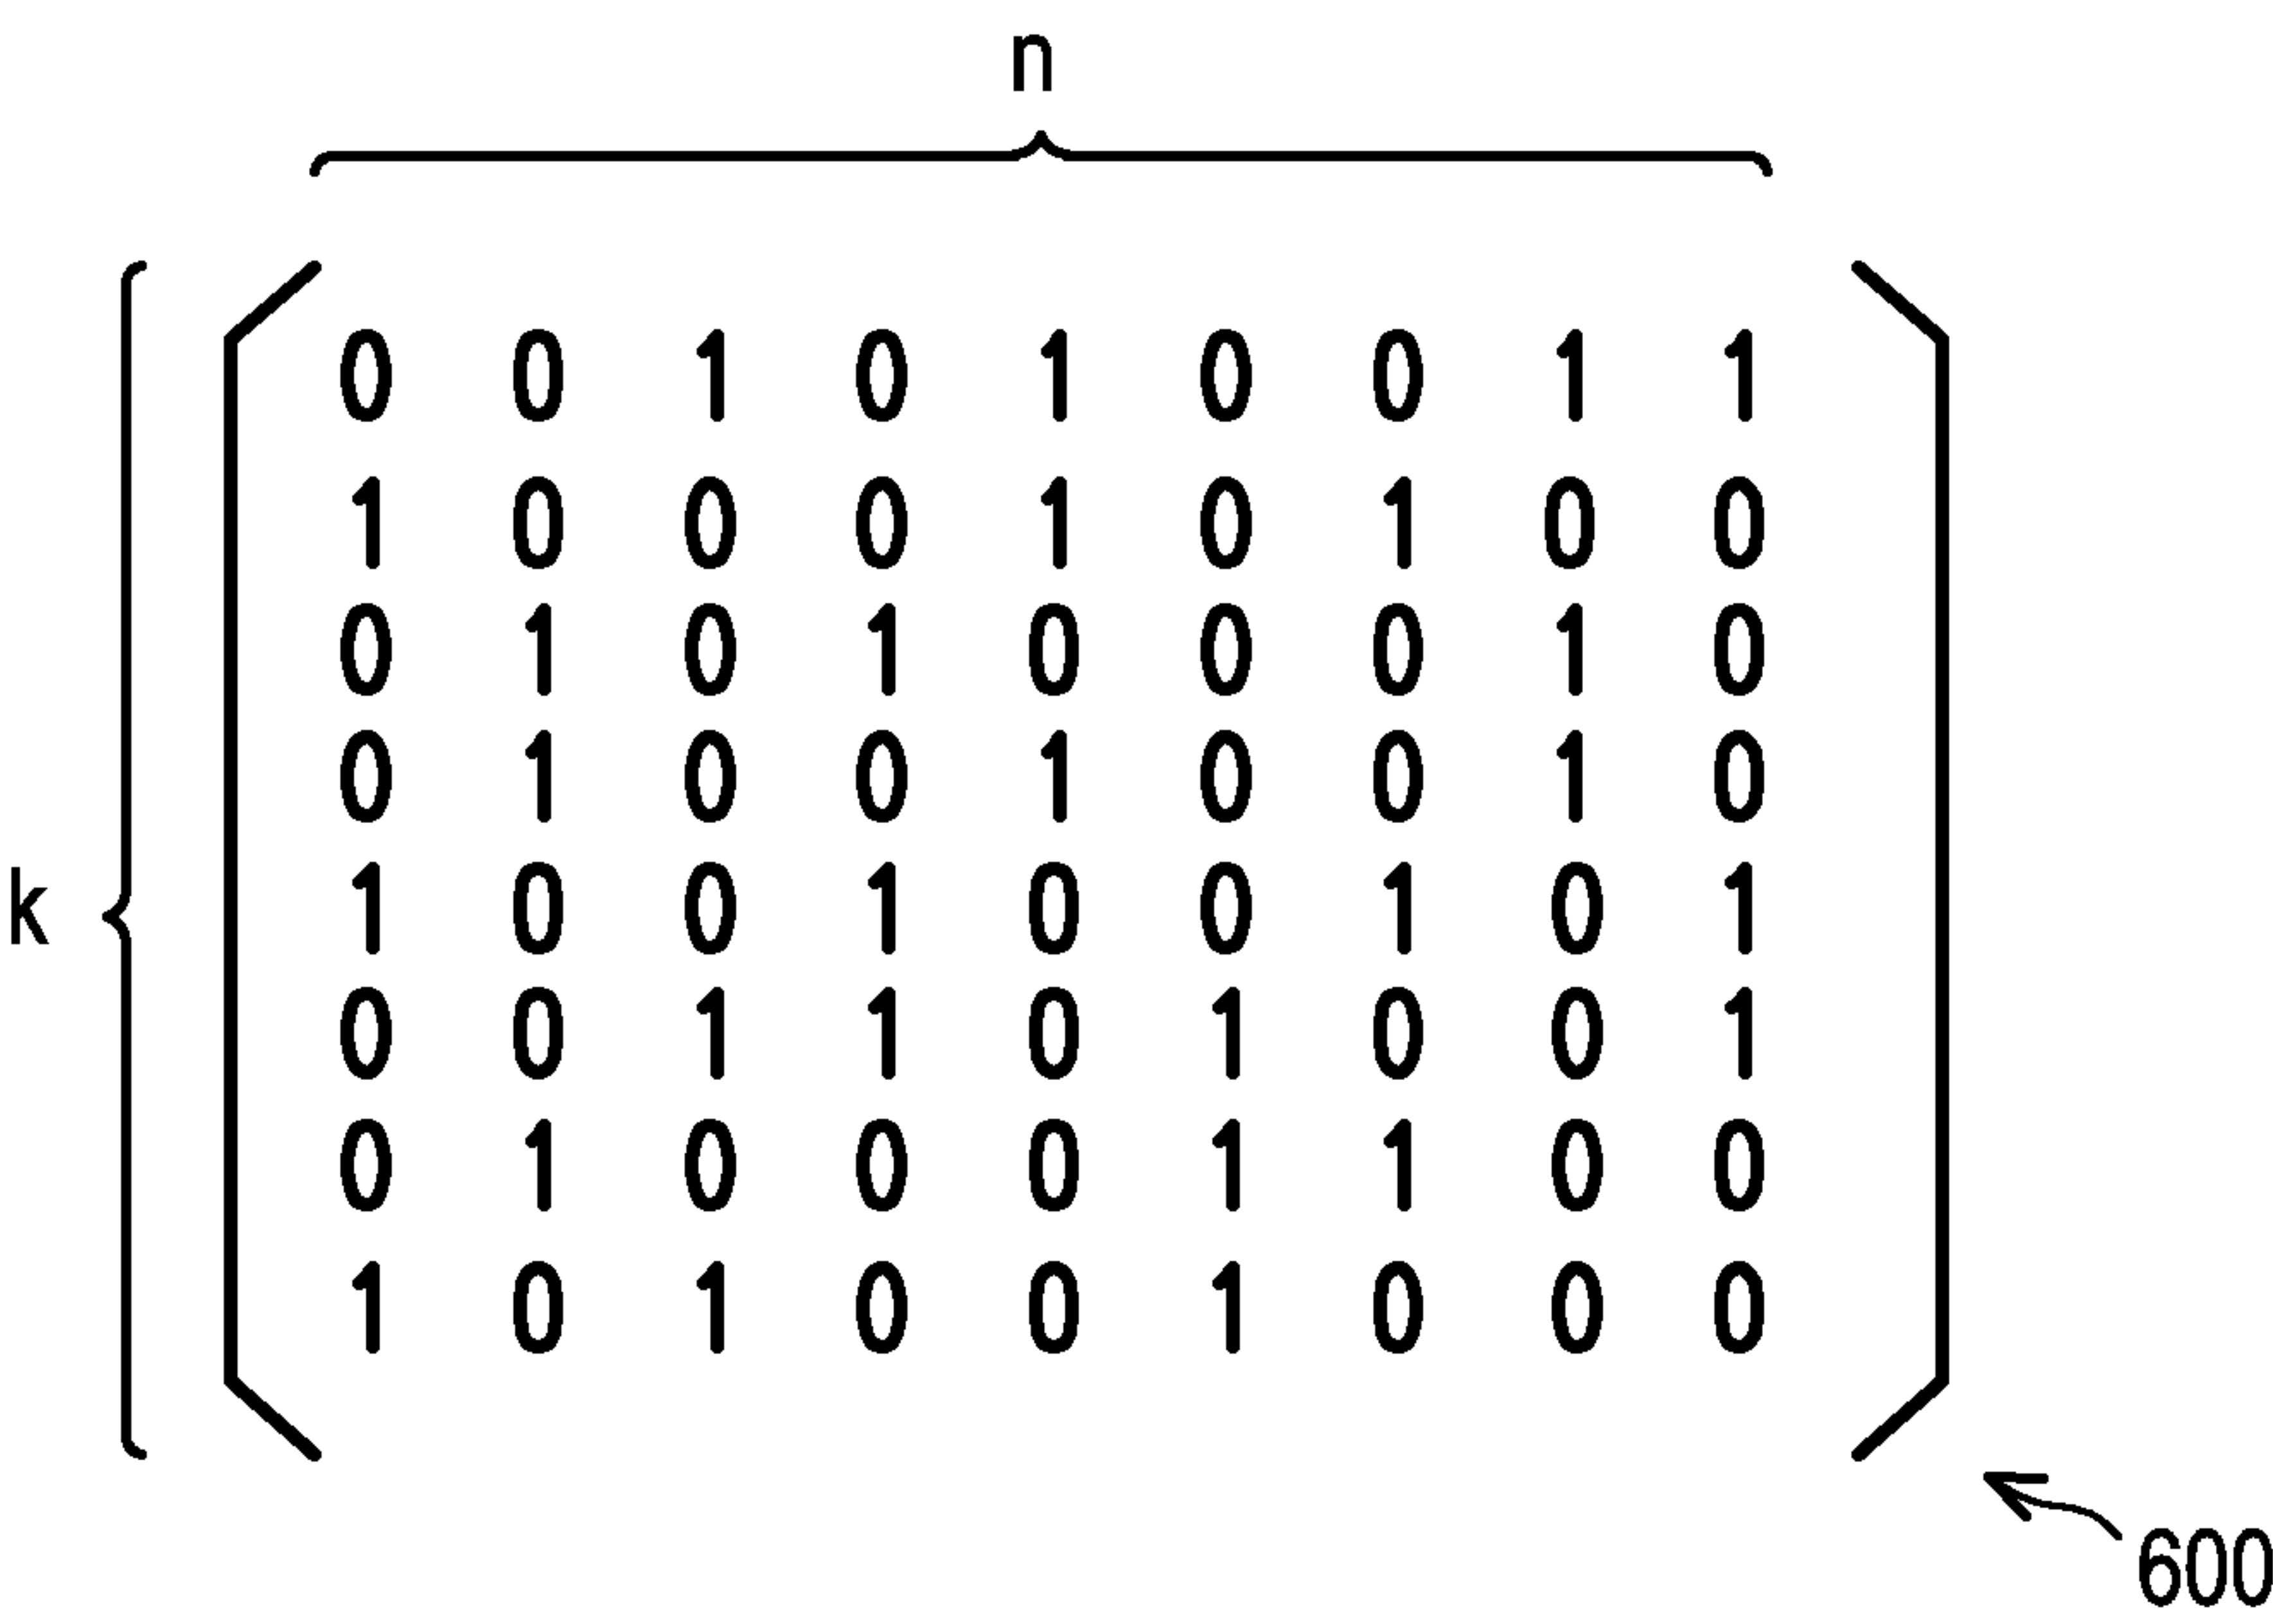 n
0 0 1 0 1 0 0 1 1
1 0 0 0 1 0 1 0 0
0 1 0 1 0 0 0 1 0
0 1 0 0 1 0 0 1 0
k
1 0 0 1 0 0 1 0 1
0 0 1 1 0 1 0 0 1
0 1 0 0 0 1 1 0 0
1 0 1 0 0 1 0 0 0
600